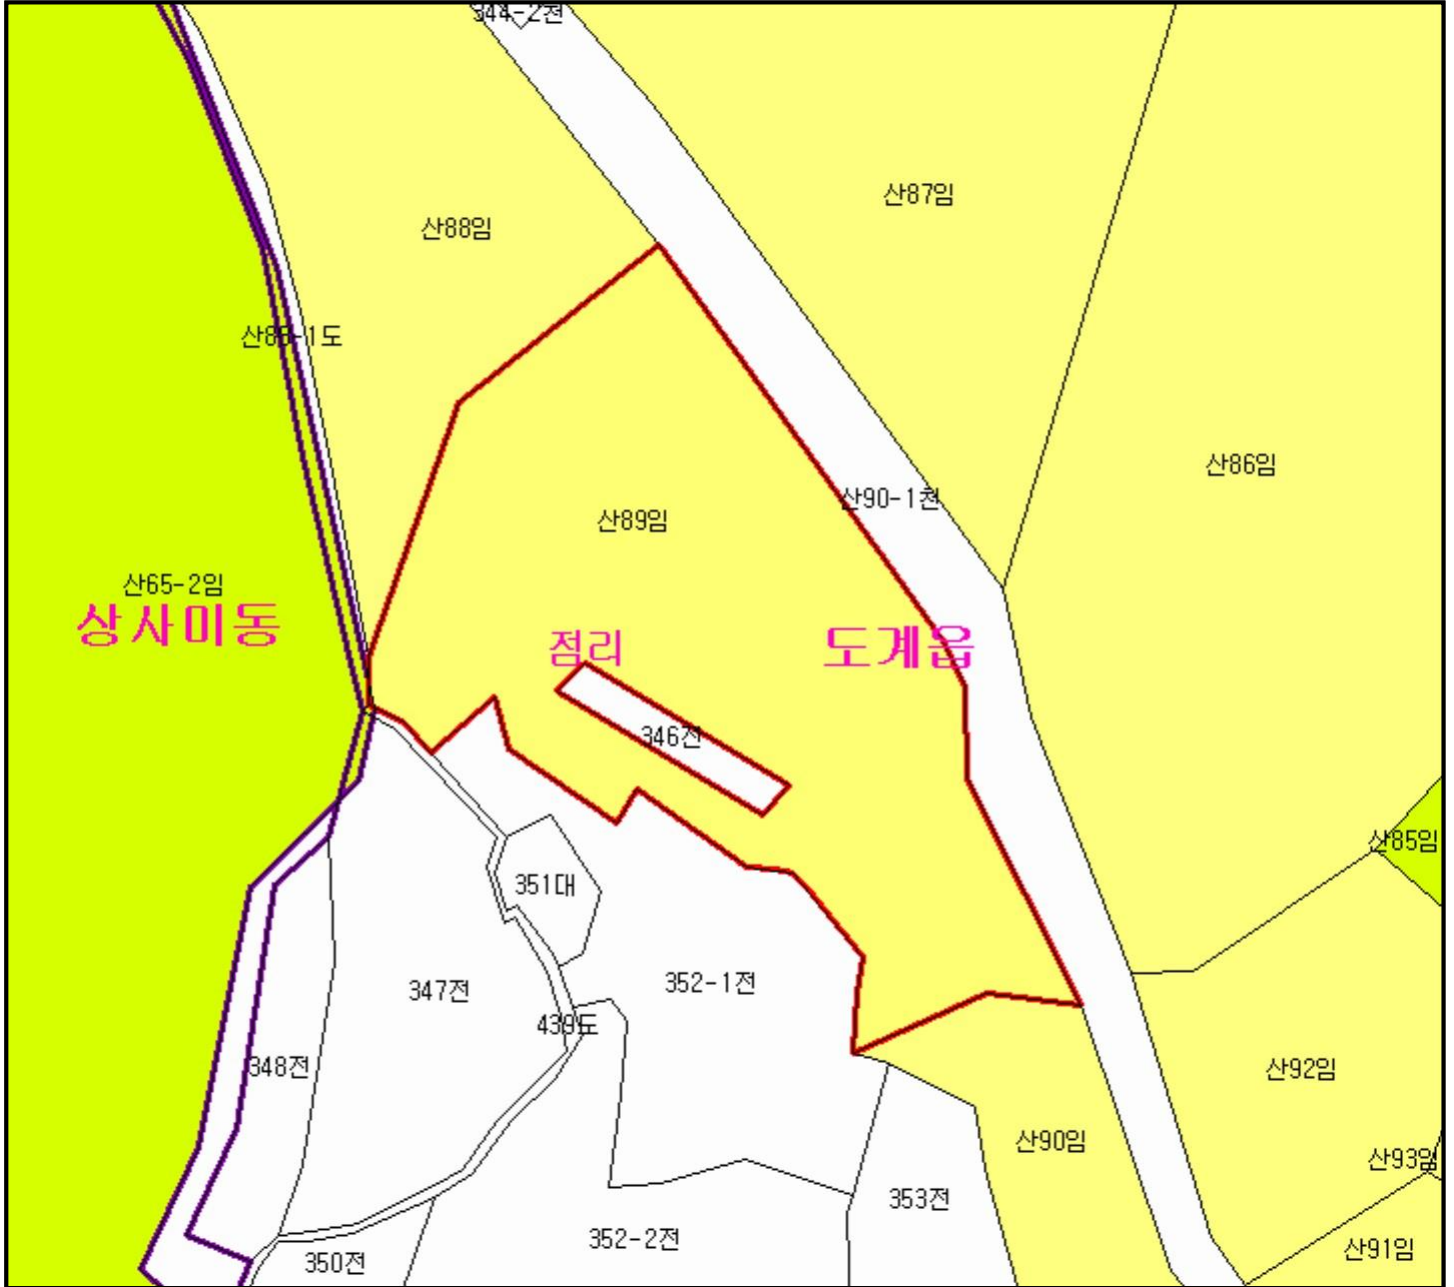 344-2전
산87임
산88임
산8 -1도
산86임
산90-1천
산89임
산65-2임
상사미동
점리
도계읍
346전
산85임
351대
352-1전
347전
439도
348전
산92임
산90임
산93임
353전
352-2전
산91임
350전